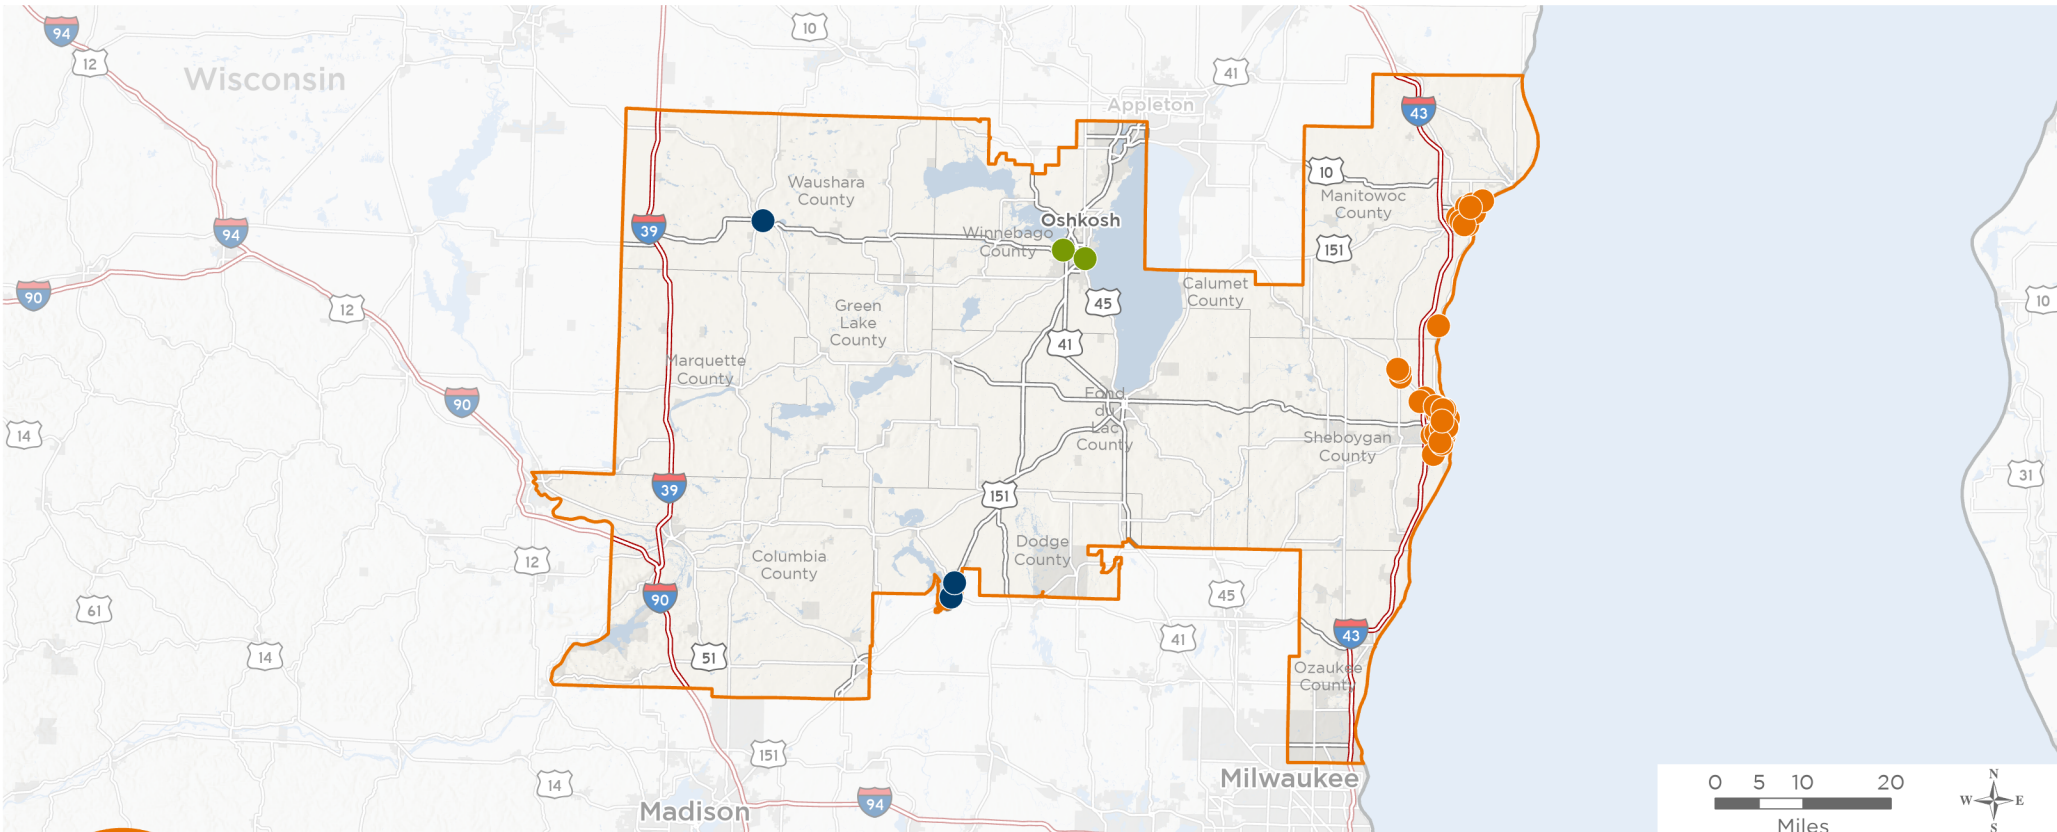 94
12
10
Wisconsin
41
Appleton
43
10
Waushara
County
Manitowoc
County
39
94
Oshkosh
Winnebago
County
151
90
12
Calumet
County
45
10
Green
Lake
County
41
Marquette
County
90
Fond
du
Lac
County
14
Sheboygan
County
31
39
151
12
Columbia
County
Dodge
County
90
61
45
43
41
14
51
Ozaukee
County
151
14
Milwaukee
Madison
94
0 5 10 20
Miles
N
W E
S